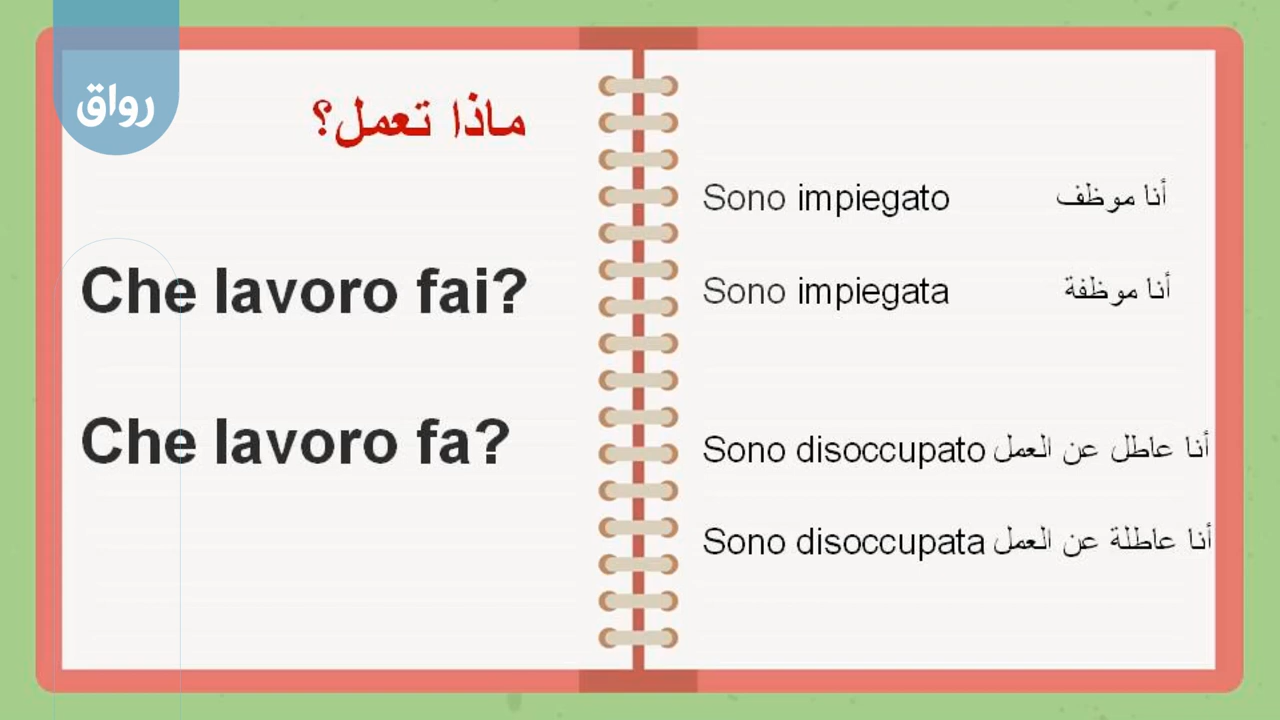 رواق
ماذا تعمل؟
Che lavoro fai?
Che lavoro fa?
Sono impiegato أنا موظف
Sono impiegata أنا موظفة
Sono disoccupato أنا عاطل عن العمل
Sono disoccupata أنا عاطلة عن العمل